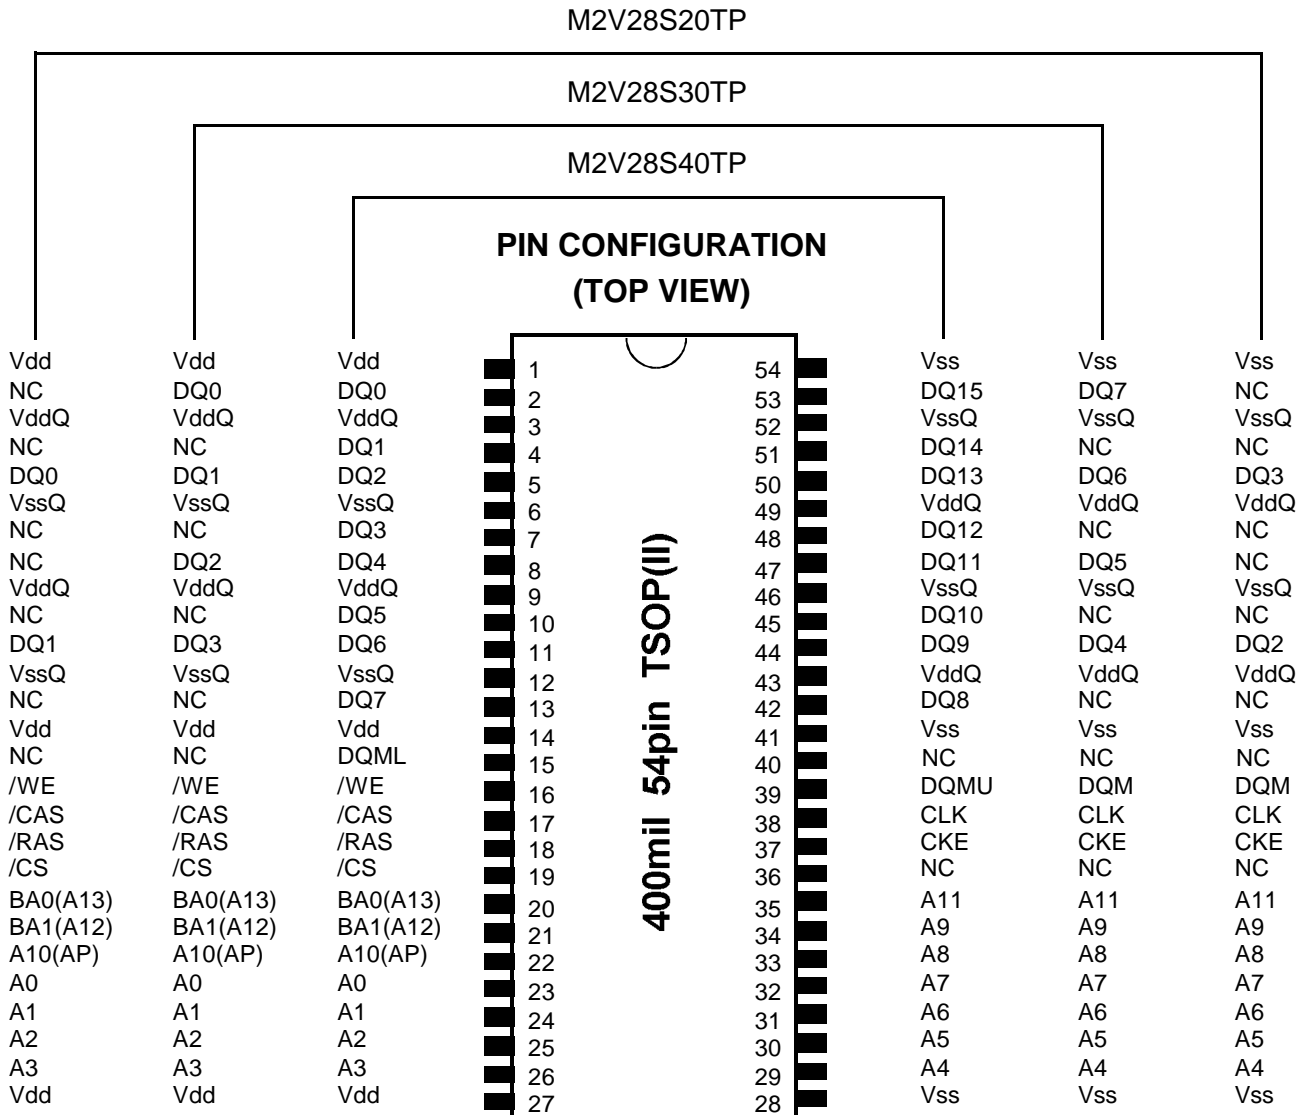 M2V28S20TP
M2V28S30TP
M2V28S40TP
PIN CONFIGURATION
(TOP VIEW)
Vdd Vdd Vdd 1 54 Vss Vss Vss
NC DQ0 DQ0 2 53 DQ15 DQ7 NC
VddQ VddQ VddQ 3 52 VssQ VssQ VssQ
NC NC DQ1 4 51 DQ14 NC NC
DQ0 DQ1 DQ2 5 50 DQ13 DQ6 DQ3
VssQ VssQ VssQ 6 49 VddQ VddQ VddQ
NC NC DQ3 7 48 DQ12 NC NC
NC DQ2 DQ4 8 47 DQ11 DQ5 NC
VddQ VddQ VddQ 9 46 VssQ VssQ VssQ
NC NC DQ5 10 45 DQ10 NC NC
DQ1 DQ3 DQ6 11 44 DQ9 DQ4 DQ2
VssQ VssQ VssQ 12 43 VddQ VddQ VddQ
NC NC DQ7 13 42 DQ8 NC NC
Vdd Vdd Vdd 14 41 Vss Vss Vss
NC NC DQML 15 40 NC NC NC
/WE /WE /WE 16 39 DQMU DQM DQM
/CAS /CAS /CAS 17 38 CLK CLK CLK
/RAS /RAS /RAS 18 37 CKE CKE CKE
/CS /CS /CS 19 36 NC NC NC
BA0(A13) BA0(A13) BA0(A13) 20 35 A11 A11 A11
BA1(A12) BA1(A12) BA1(A12) 21 34 A9 A9 A9
A10(AP) A10(AP) A10(AP) 22 33 A8 A8 A8
A0 A0 A0 23 32 A7 A7 A7
A1 A1 A1 24 31 A6 A6 A6
A2 A2 A2 25 30 A5 A5 A5
A3 A3 A3 26 29 A4 A4 A4
Vdd Vdd Vdd 27 28 Vss Vss Vss
400mil 54pin TSOP(II)